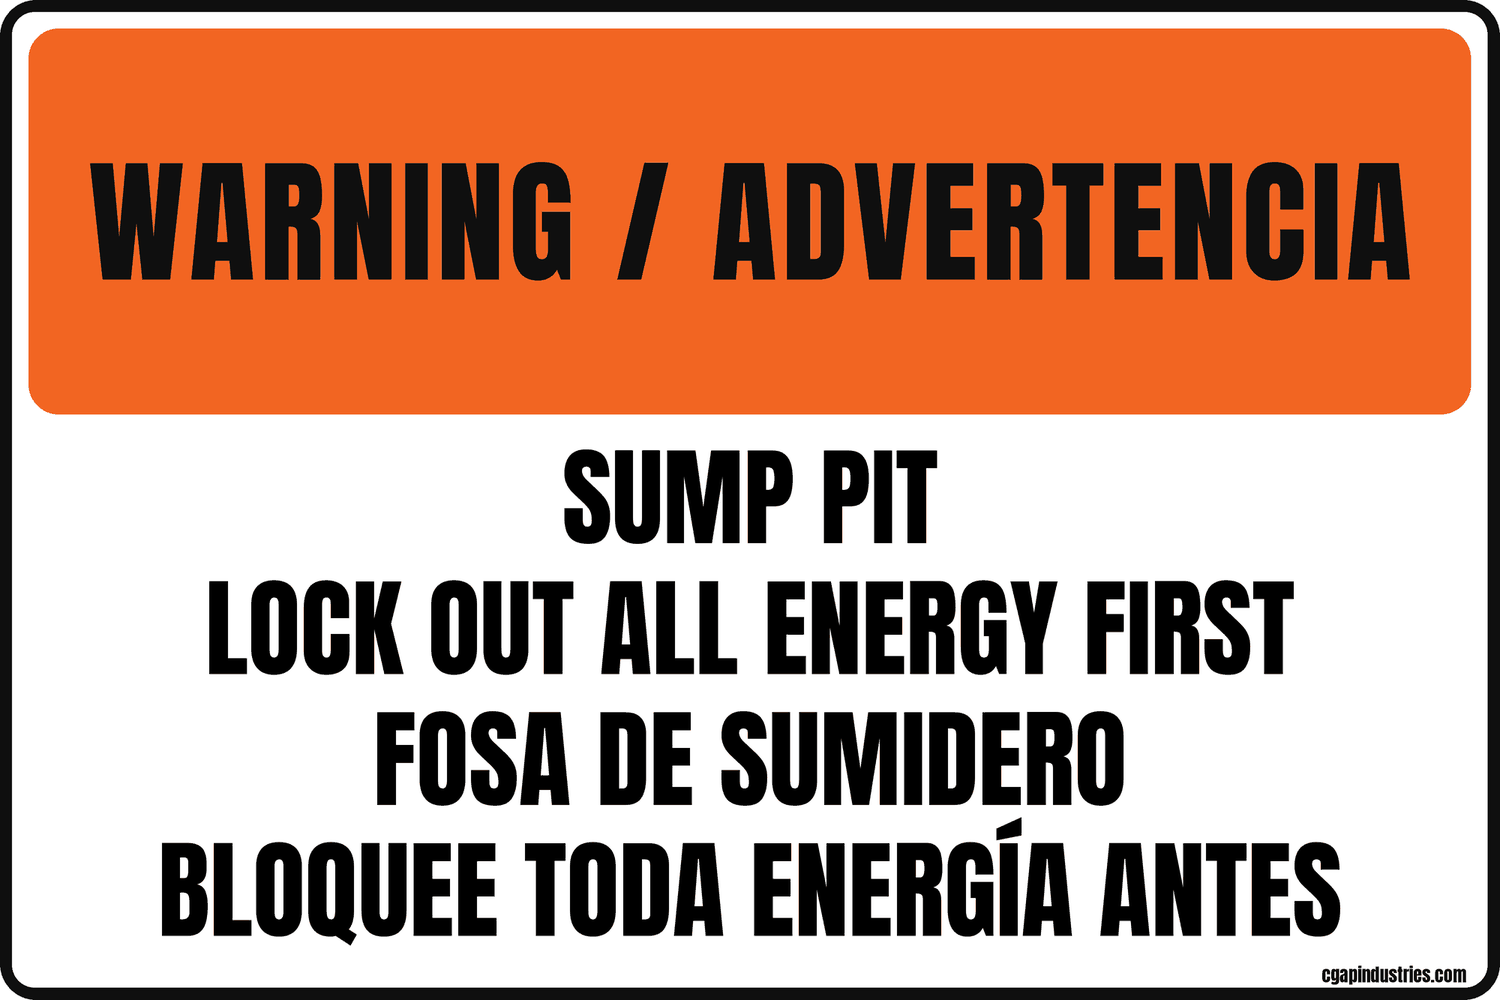 WARNING / ADVERTENCIA
SUMP PIT
LOCK OUT ALL ENERGY FIRST
FOSA DE SUMIDERO
BLOQUEE TODA ENERGÍA ANTES
cgapindustries.com